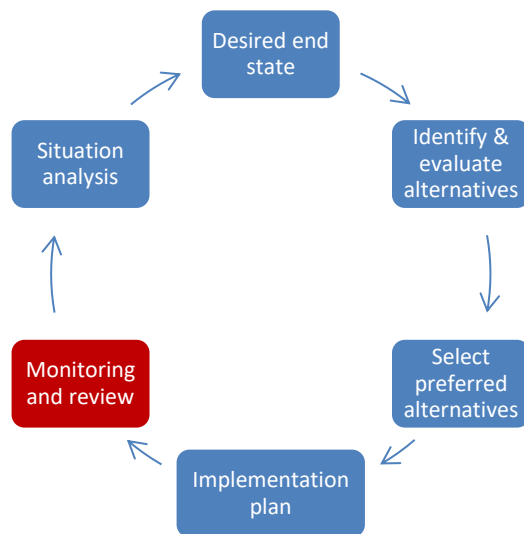 Desired end
state
Identify &
evaluate
alternatives
Select
preferred
alternatives
Implementation
plan
Monitoring
and review
Situation
analysis